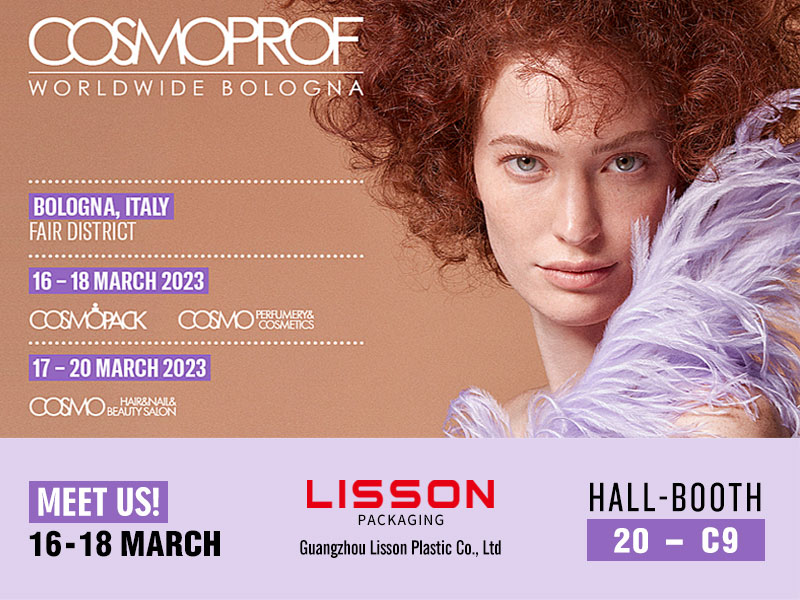 COSMOPROF
WORLDWIDE BOLOGNA
BOLOGNA, ITALY
FAIR DISTRICT
16 – 18 MARCH 2023
COSMOPACK
COSMO PERFUMERY&
COSMETICS
17 – 20 MARCH 2023
COSMO HAIR&NAIL&
BEAUTY SALON
MEET US!
16-18 MARCH
LISSON
PACKAGING
Guangzhou Lisson Plastic Co., Ltd
HALL-BOOTH
20 – C9